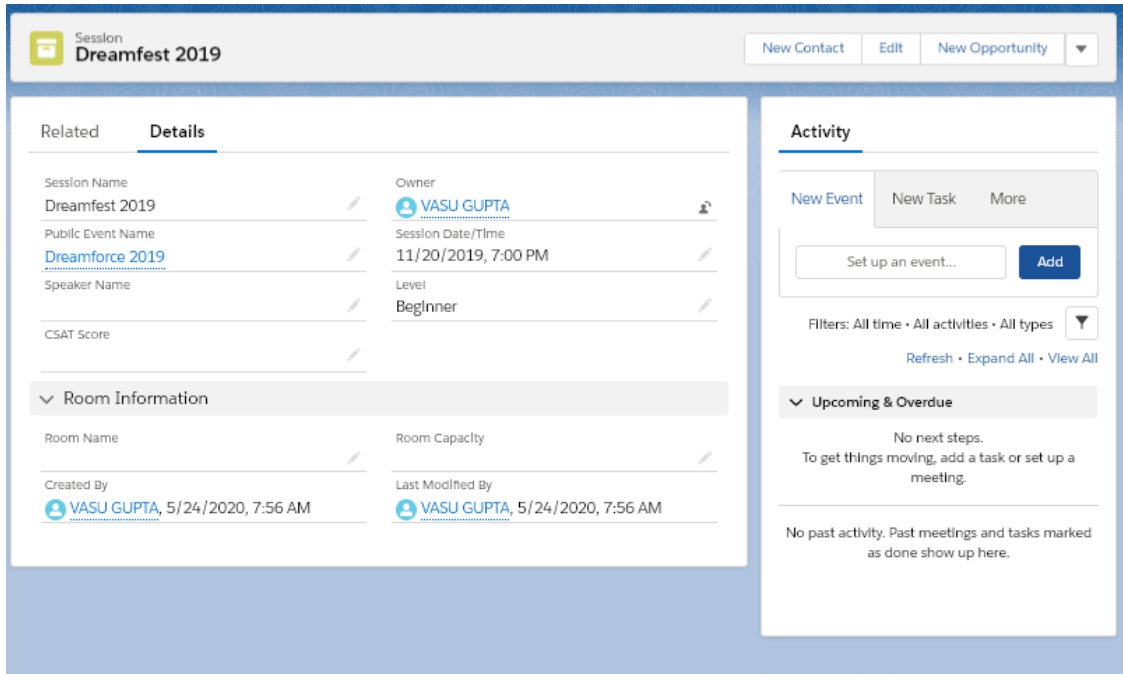 Session
Dreamfest 2019
New Contact
Edit
New Opportunity
Related
Details
Session Name
Dreamfest 2019
Owner
VASU GUPTA
Public Event Name
Dreamforce 2019
Session Date/Time
11/20/2019, 7:00 PM
Speaker Name
Level
Beginner
CSAT Score
Room Information
Room Name
Room Capacity
Created By
VASU GUPTA, 5/24/2020, 7:56 AM
Last Modified By
VASU GUPTA, 5/24/2020, 7:56 AM
Activity
New Event
New Task
More
Set up an event...
Add
Filters: All time • All activities • All types
Refresh • Expand All • View All
Upcoming & Overdue
No next steps.
To get things moving, add a task or set up a
meeting.
No past activity. Past meetings and tasks marked
as done show up here.